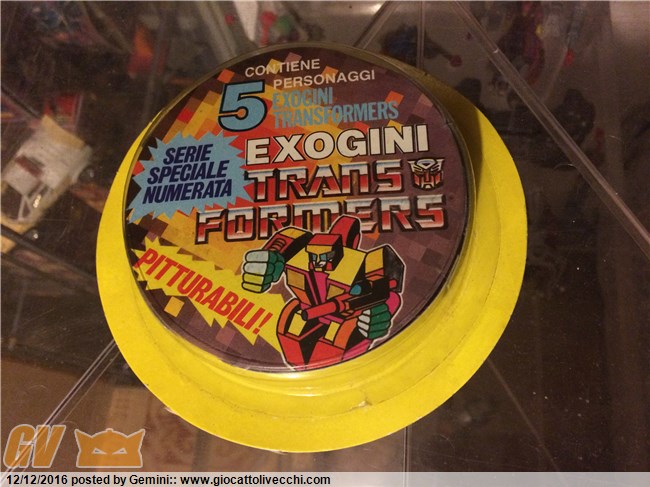 CONTIENE
5 PERSONAGGI
EXOGINI
TRANSFORMERS
EXOGINI
TRANS
FORMERS
SERIE
SPECIALE
NUMERATA
PITTURABILI!
GV
12/12/2016 posted by Gemini:: www.giocattolivecchi.com